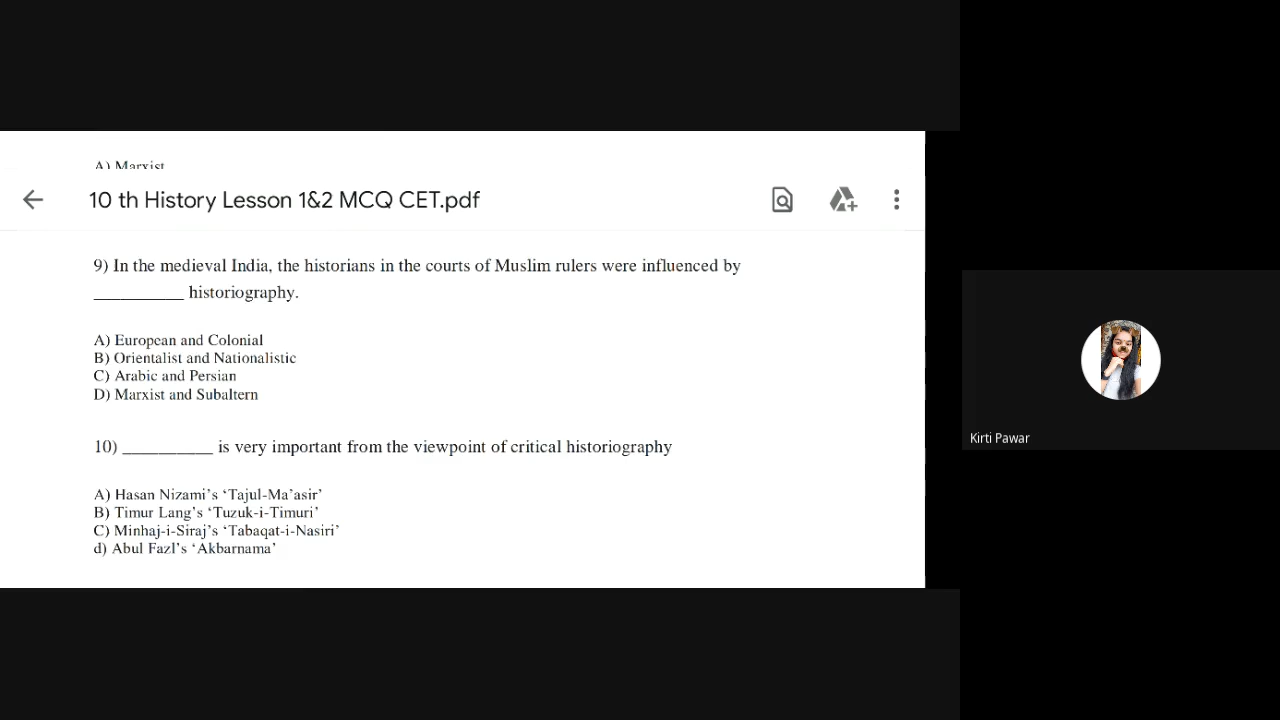 A) Marxist
10 th History Lesson 1&2 MCQ CET.pdf
9) In the medieval India, the historians in the courts of Muslim rulers were influenced by
__________ historiography.
A) European and Colonial
B) Orientalist and Nationalistic
C) Arabic and Persian
D) Marxist and Subaltern
10) __________ is very important from the viewpoint of critical historiography
A) Hasan Nizami's 'Tajul-Ma'asir'
B) Timur Lang's 'Tuzuk-i-Timuri'
C) Minhaj-i-Siraj's 'Tabaqat-i-Nasiri'
d) Abul Fazl's 'Akbarnama'
Kirti Pawar